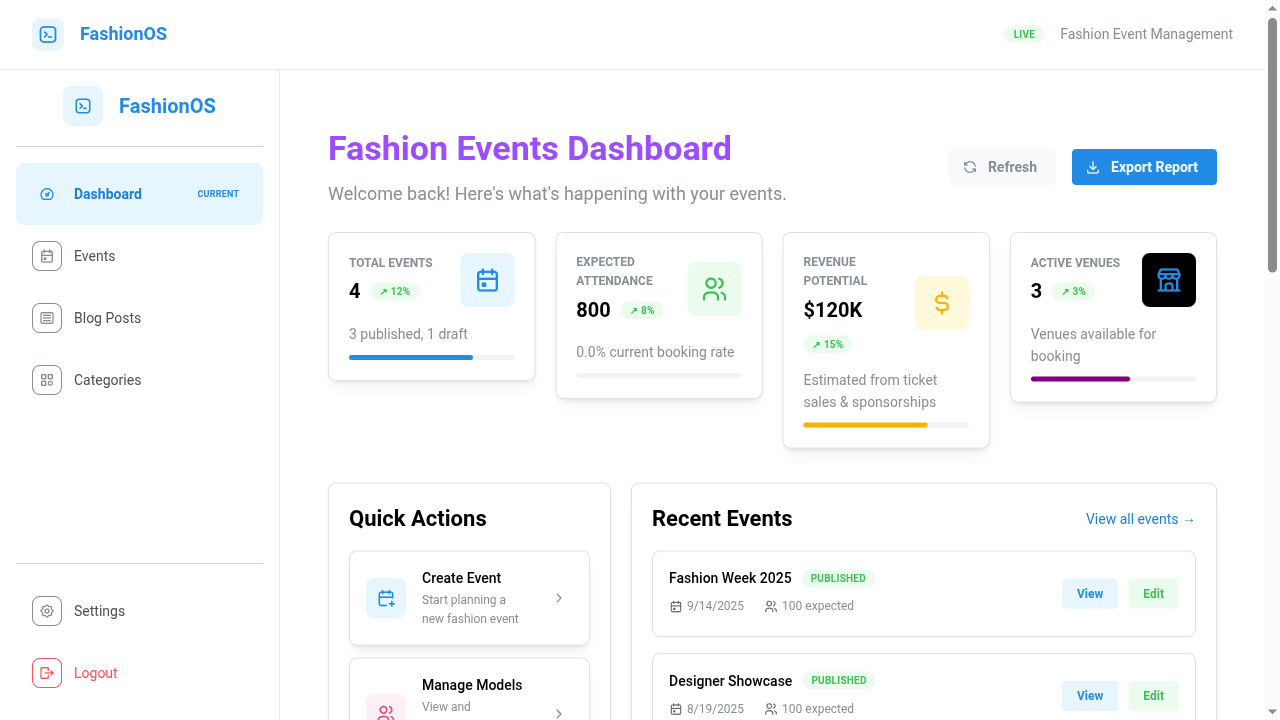 FashionOS
LIVE
Fashion Event Management
FashionOS
Dashboard
CURRENT
Events
Blog Posts
Categories
Settings
Logout
Fashion Events Dashboard
Welcome back! Here's what's happening with your events.
Refresh
Export Report
TOTAL EVENTS
4
↗ 12%
3 published, 1 draft
EXPECTED
ATTENDANCE
800
↗ 8%
0.0% current booking rate
REVENUE
POTENTIAL
$120K
↗ 15%
Estimated from ticket
sales & sponsorships
ACTIVE VENUES
3
↗ 3%
Venues available for
booking
Quick Actions
Create Event
Start planning a
new fashion event
Manage Models
View and
Recent Events
View all events →
Fashion Week 2025
PUBLISHED
9/14/2025
100 expected
View
Edit
Designer Showcase
PUBLISHED
8/19/2025
100 expected
View
Edit